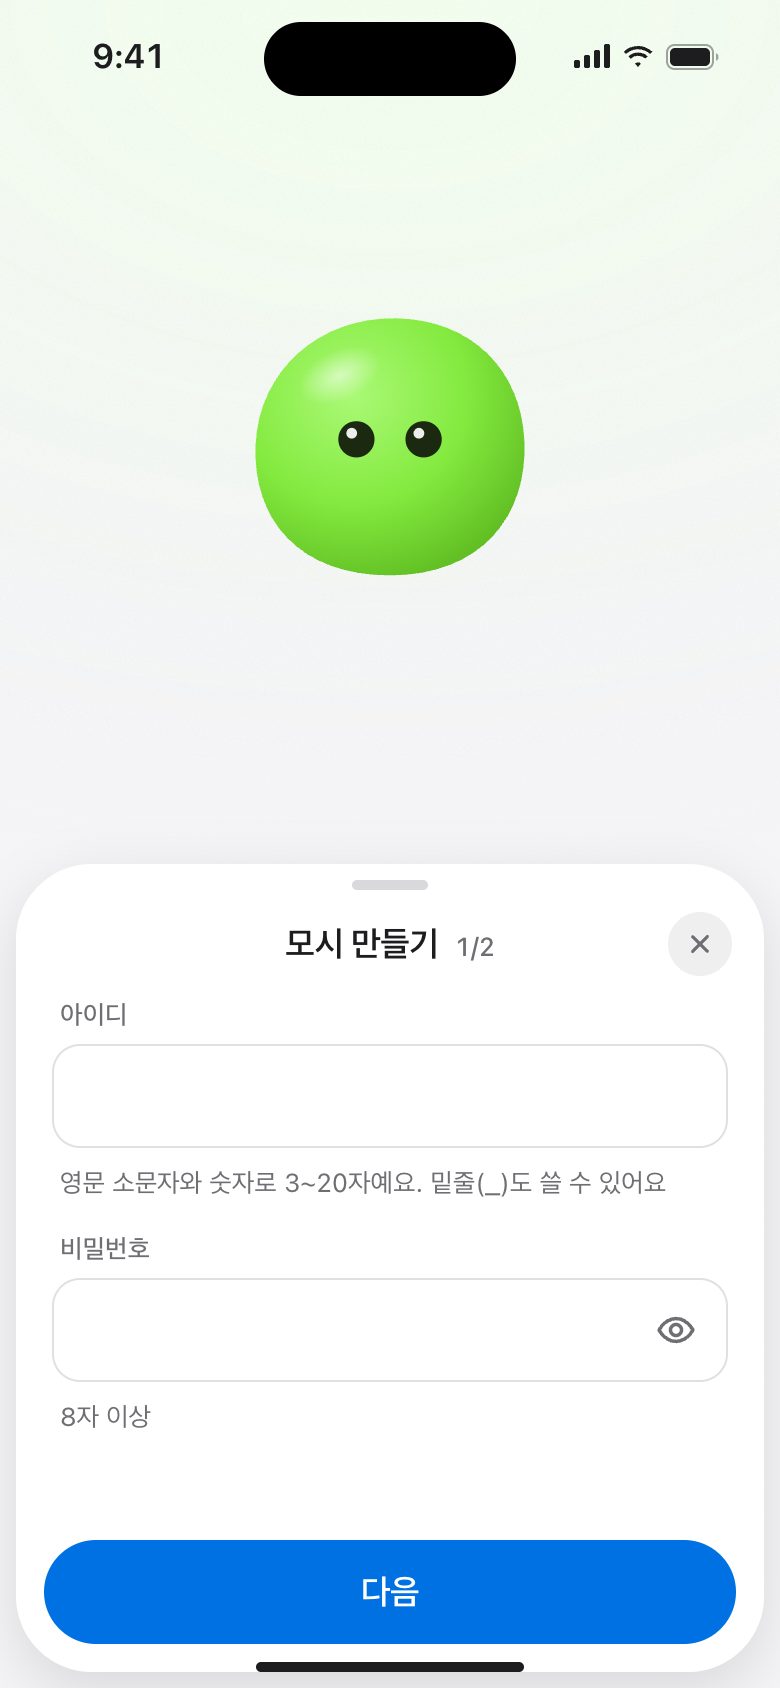 9:41
모시 만들기 1/2
아이디
영문 소문자와 숫자로 3~20자예요. 밑줄(_)도 쓸 수 있어요
비밀번호
8자 이상
다음